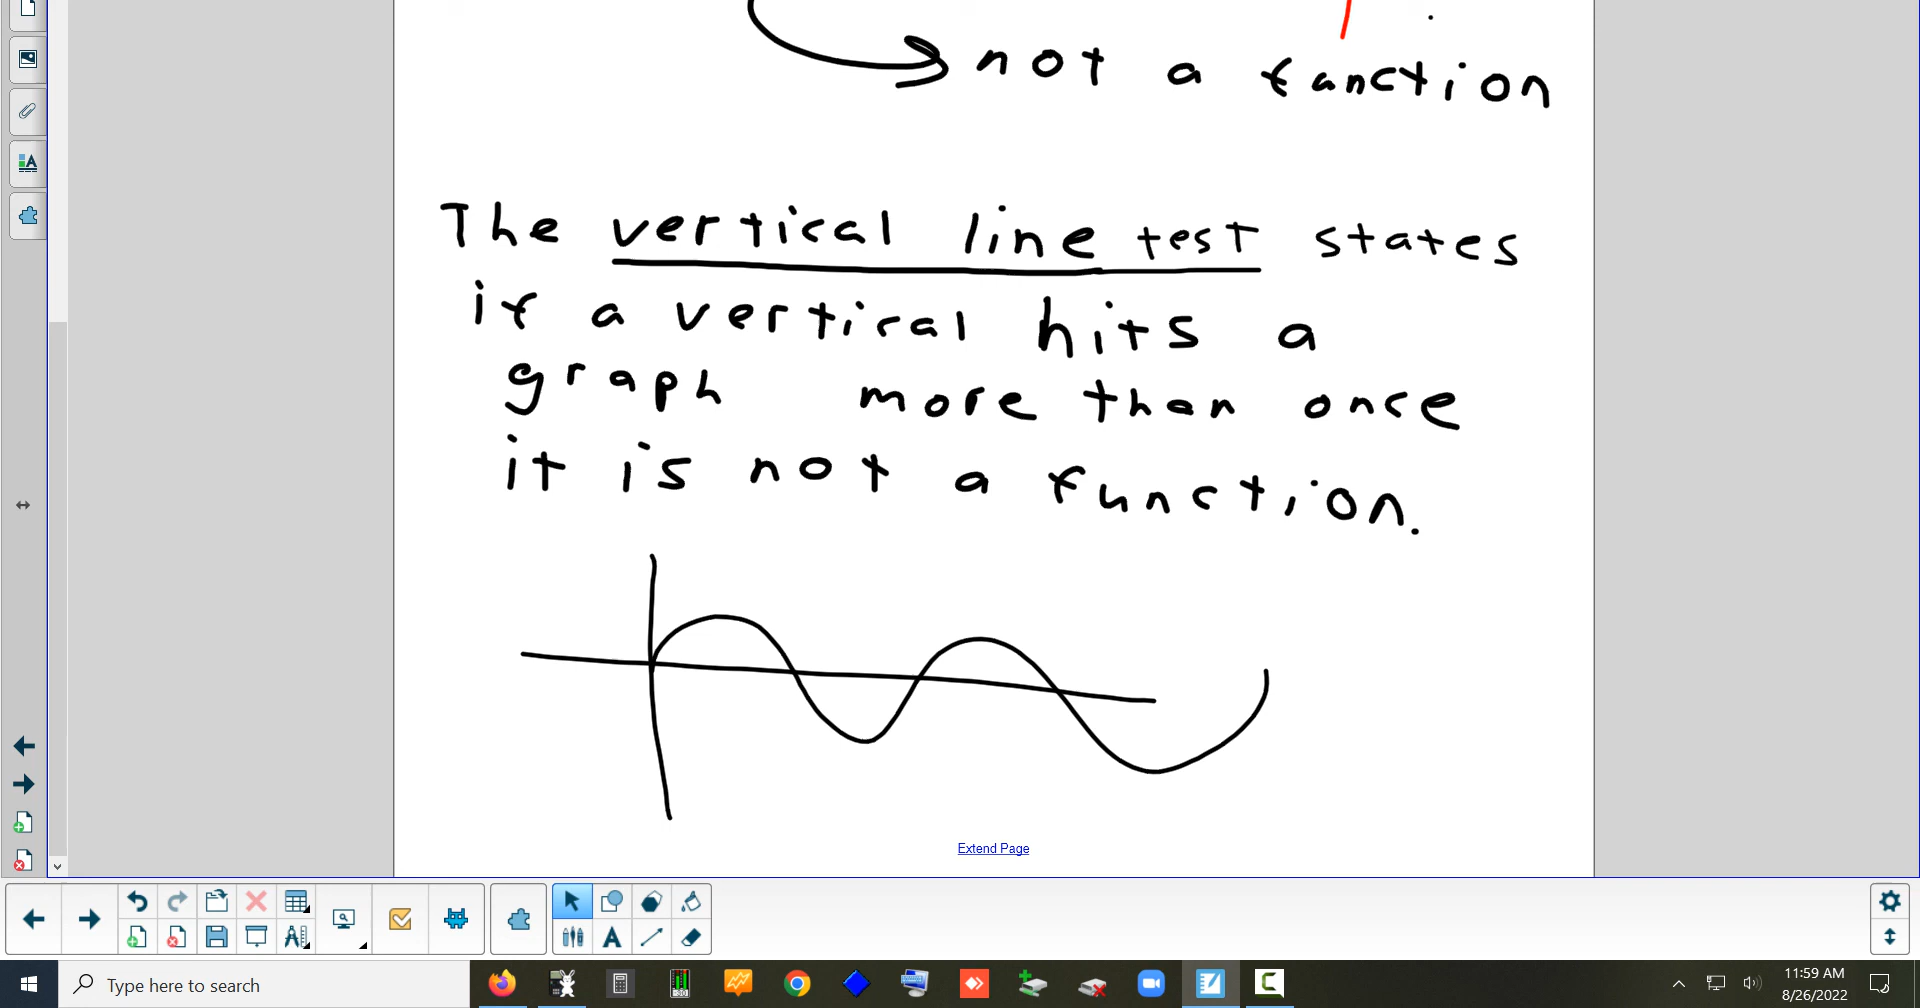 not a fanction
The vertical line test states
if a vertical hits a
graph more than once
it is not a function.
Extend Page
Type here to search
11:59 AM
8/26/2022